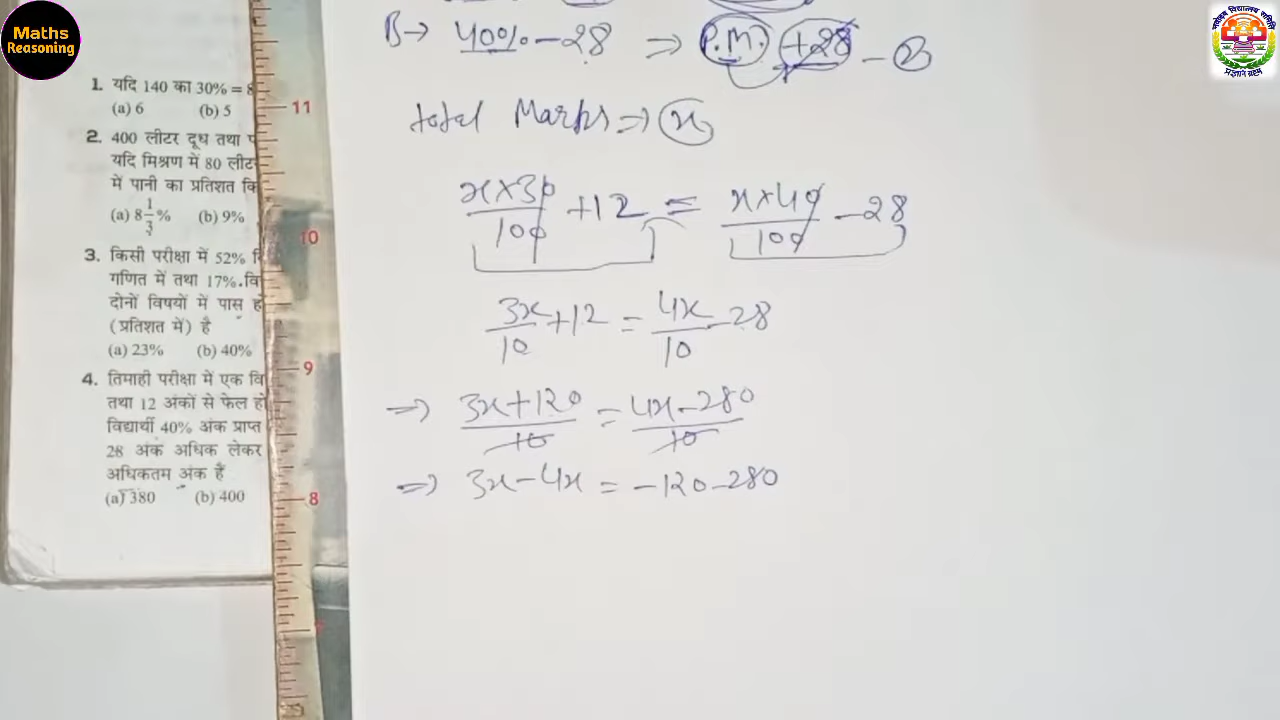 Maths
Reasoning
1. यदि 140 का 30% =
(a) 6 (b) 5
2. 400 लीटर दूध तथा
यदि मिश्रण में 80 लीटर
में पानी का प्रतिशत
(a) 8 1/3 % (b) 9%
3. किसी परीक्षा में 52%
गणित में तथा 17%
दोनों विषयों में पास
(प्रतिशत में) है
(a) 23% (b) 40%
4. तिमाही परीक्षा में एक
तथा 12 अंकों से फेल
विद्यार्थी 40% अंक प्राप्त
28 अंक अधिक लेकर
अधिकतम अंक हैं
(a) 380 (b) 400
11
10
9
8
7
B→ 40% - 28 ⇒ P.M. +28 - 2
total Marks ⇒ x
x×30/100 + 12 = x×40/100 - 28
3x/10 + 12 = 4x/10 - 28
⇒ 3x+120/10 = 4x-280/10
⇒ 3x - 4x = -120 - 280